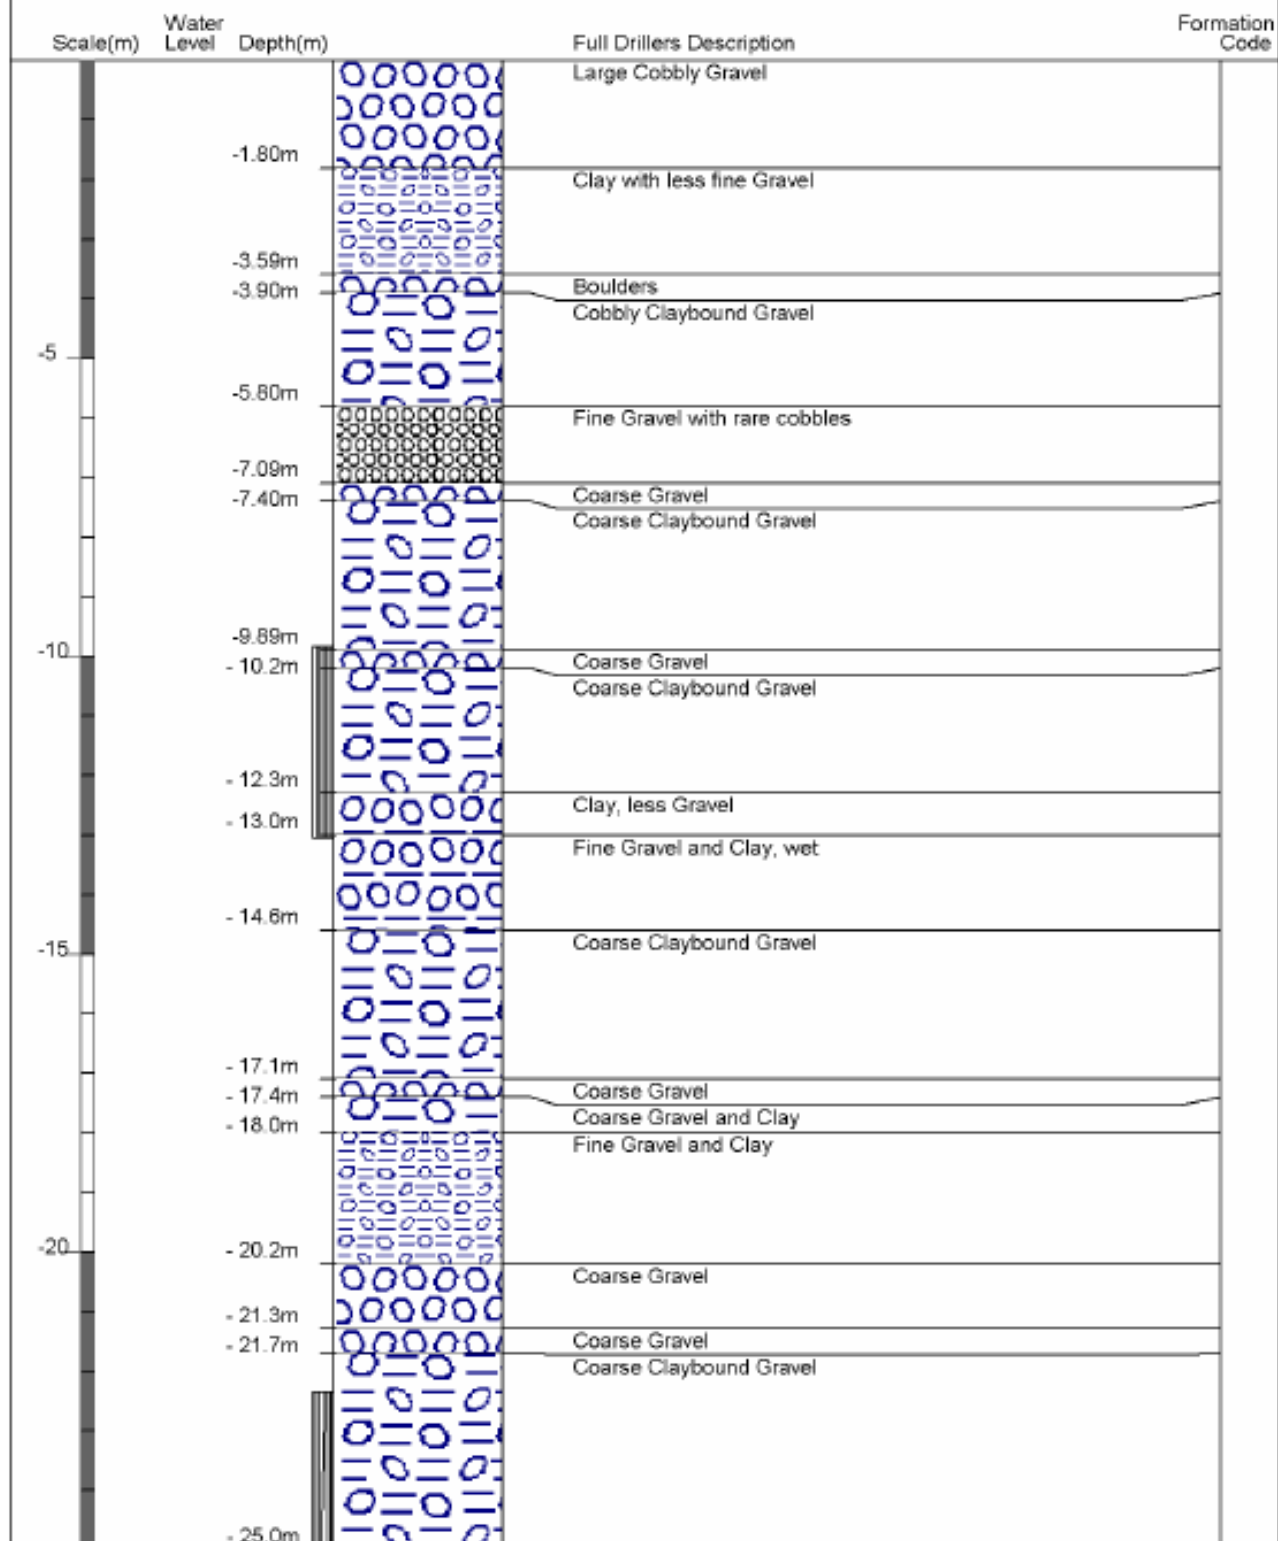 Scale(m) Water Level Depth(m) Full Drillers Description Formation Code
Large Cobbly Gravel
-1.80m
Clay with less fine Gravel
-3.59m
Boulders
-3.90m
Cobbly Claybound Gravel
-5
-5.80m
Fine Gravel with rare cobbles
-7.09m
Coarse Gravel
-7.40m
Coarse Claybound Gravel
-9.89m
-10
Coarse Gravel
- 10.2m
Coarse Claybound Gravel
- 12.3m
Clay, less Gravel
- 13.0m
Fine Gravel and Clay, wet
- 14.6m
Coarse Claybound Gravel
-15
- 17.1m
Coarse Gravel
- 17.4m
Coarse Gravel and Clay
- 18.0m
Fine Gravel and Clay
-20
- 20.2m
Coarse Gravel
- 21.3m
Coarse Gravel
- 21.7m
Coarse Claybound Gravel
- 25.0m